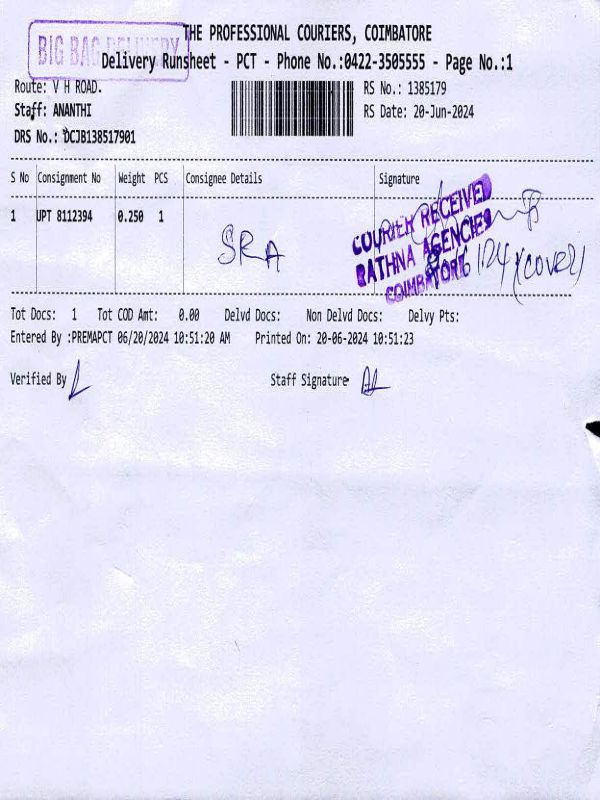 THE PROFESSIONAL COURIERS, COIMBATORE
BIG BAG DELIVERY
Delivery Runsheet - PCT - Phone No.:0422-3505555 - Page No.:1
Route: V H ROAD. RS No.: 1385179
Staff: ANANTHI RS Date: 20-Jun-2024
DRS No.: DCJB138517901
S No Consignment No Weight PCS Consignee Details Signature
1 UPT 8112394 0.250 1
SRA
COURIER RECEIVED
RATHNA AGENCIES
COIMBATORE
(cover)
Tot Docs: 1 Tot COD Amt: 0.00 Delvd Docs: Non Delvd Docs: Delvy Pts:
Entered By :PREMAPCT 06/20/2024 10:51:20 AM Printed On: 20-06-2024 10:51:23
Verified By Staff Signature